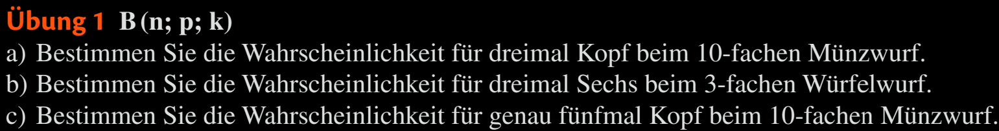 Übung 1 B (n; p; k)
a) Bestimmen Sie die Wahrscheinlichkeit für dreimal Kopf beim 10-fachen Münzwurf.
b) Bestimmen Sie die Wahrscheinlichkeit für dreimal Sechs beim 3-fachen Würfelwurf.
c) Bestimmen Sie die Wahrscheinlichkeit für genau fünfmal Kopf beim 10-fachen Münzwurf.